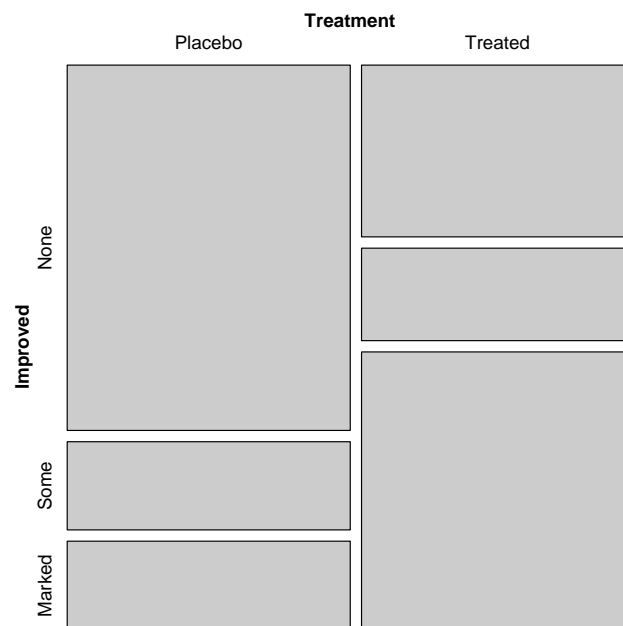 Treatment
Placebo Treated
Improved
None
Some
Marked